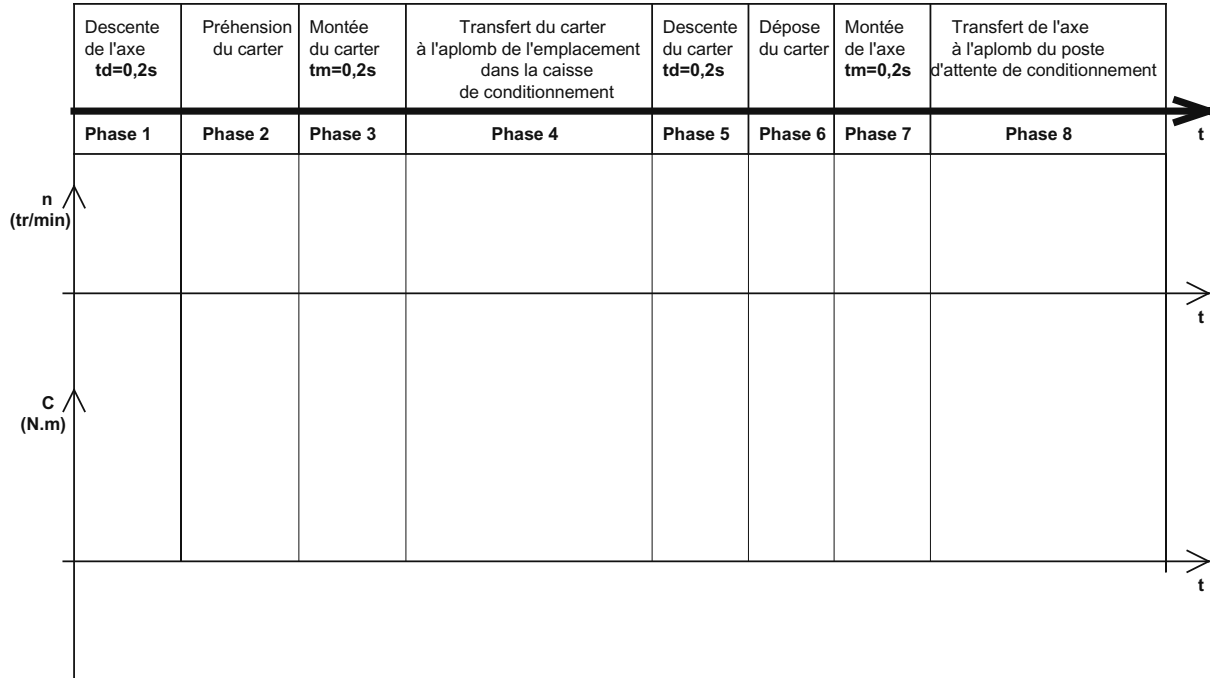 Descente
de l'axe
td=0,2s
Préhension
du carter
Montée
du carter
tm=0,2s
Transfert du carter
à l'aplomb de l'emplacement
dans la caisse
de conditionnement
Descente
du carter
td=0,2s
Dépose
du carter
Montée
de l'axe
tm=0,2s
Transfert de l'axe
à l'aplomb du poste
d'attente de conditionnement
Phase 1
Phase 2
Phase 3
Phase 4
Phase 5
Phase 6
Phase 7
Phase 8
t
n
(tr/min)
t
C
(N.m)
t